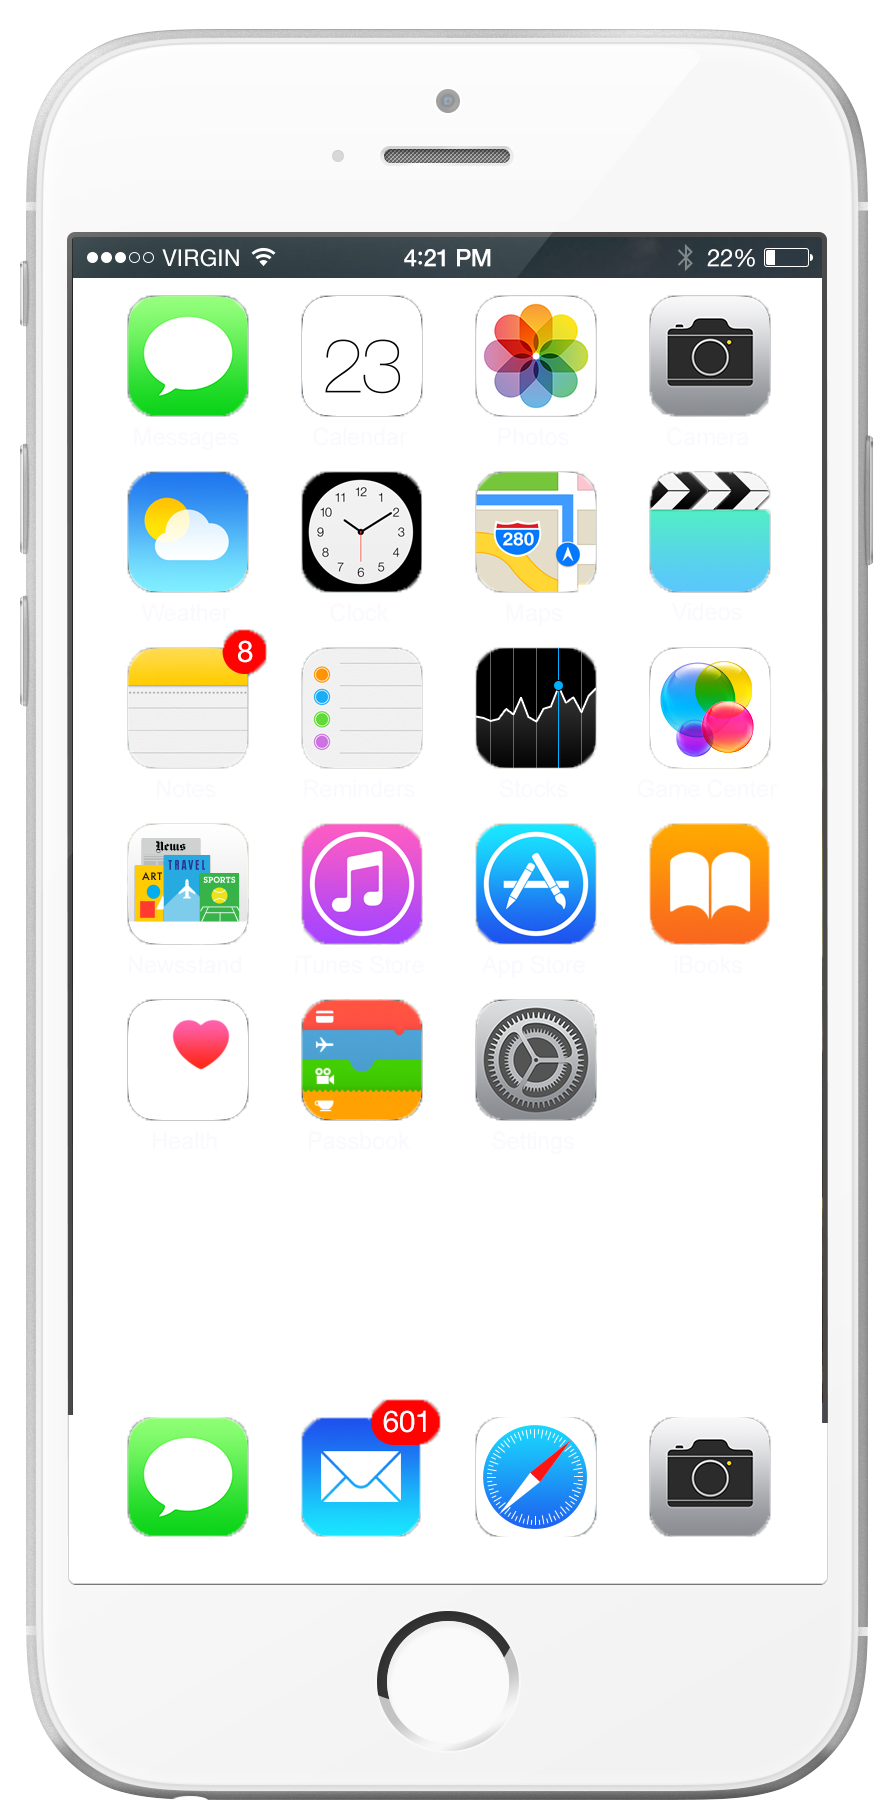 VIRGIN 4:21 PM 22%
23
Messages Calendar Photos Camera
12
11 1
10 2
9 3
8 4
7 5
6
280
Weather Clock Maps Videos
8
Notes Reminders Stocks Game Center
News
TRAVEL
ART
SPORTS
Newsstand iTunes Store App Store iBooks
Health Passbook Settings
601